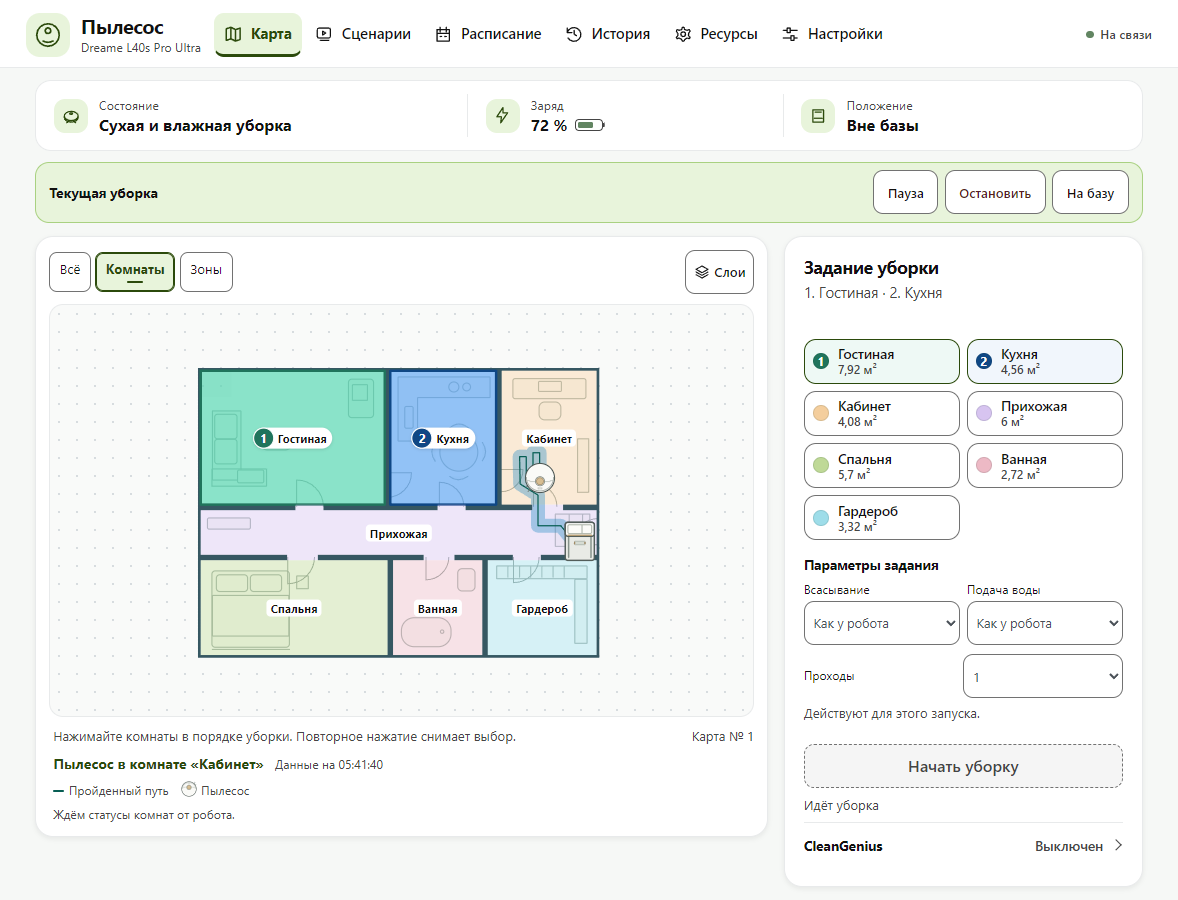 Пылесос
Dreame L40s Pro Ultra
Карта
Сценарии
Расписание
История
Ресурсы
Настройки
На связи
Состояние
Сухая и влажная уборка
Заряд
72 %
Положение
Вне базы
Текущая уборка
Пауза
Остановить
На базу
Всё
Комнаты
Зоны
Слои
1 Гостиная
2 Кухня
Кабинет
Прихожая
Спальня
Ванная
Гардероб
Нажимайте комнаты в порядке уборки. Повторное нажатие снимает выбор.
Карта № 1
Пылесос в комнате «Кабинет» Данные на 05:41:40
Пройденный путь Пылесос
Ждём статусы комнат от робота.
Задание уборки
1. Гостиная · 2. Кухня
1 Гостиная
7,92 м²
2 Кухня
4,56 м²
Кабинет
4,08 м²
Прихожая
6 м²
Спальня
5,7 м²
Ванная
2,72 м²
Гардероб
3,32 м²
Параметры задания
Всасывание
Подача воды
Как у робота
Как у робота
Проходы
1
Действуют для этого запуска.
Начать уборку
Идёт уборка
CleanGenius
Выключен